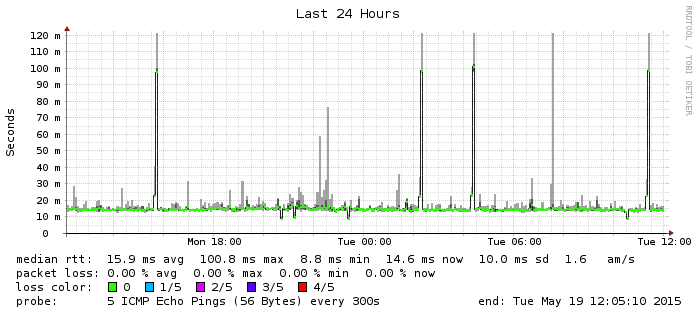 Last 24 Hours
RRDTOOL / TOBI OETIKER
Seconds
120 m
110 m
100 m
90 m
80 m
70 m
60 m
50 m
40 m
30 m
20 m
10 m
0
Mon 18:00 Tue 00:00 Tue 06:00 Tue 12:00
median rtt: 15.9 ms avg 100.8 ms max 8.8 ms min 14.6 ms now 10.0 ms sd 1.6 am/s
packet loss: 0.00 % avg 0.00 % max 0.00 % min 0.00 % now
loss color: 0 1/5 2/5 3/5 4/5
probe: 5 ICMP Echo Pings (56 Bytes) every 300s end: Tue May 19 12:05:10 2015